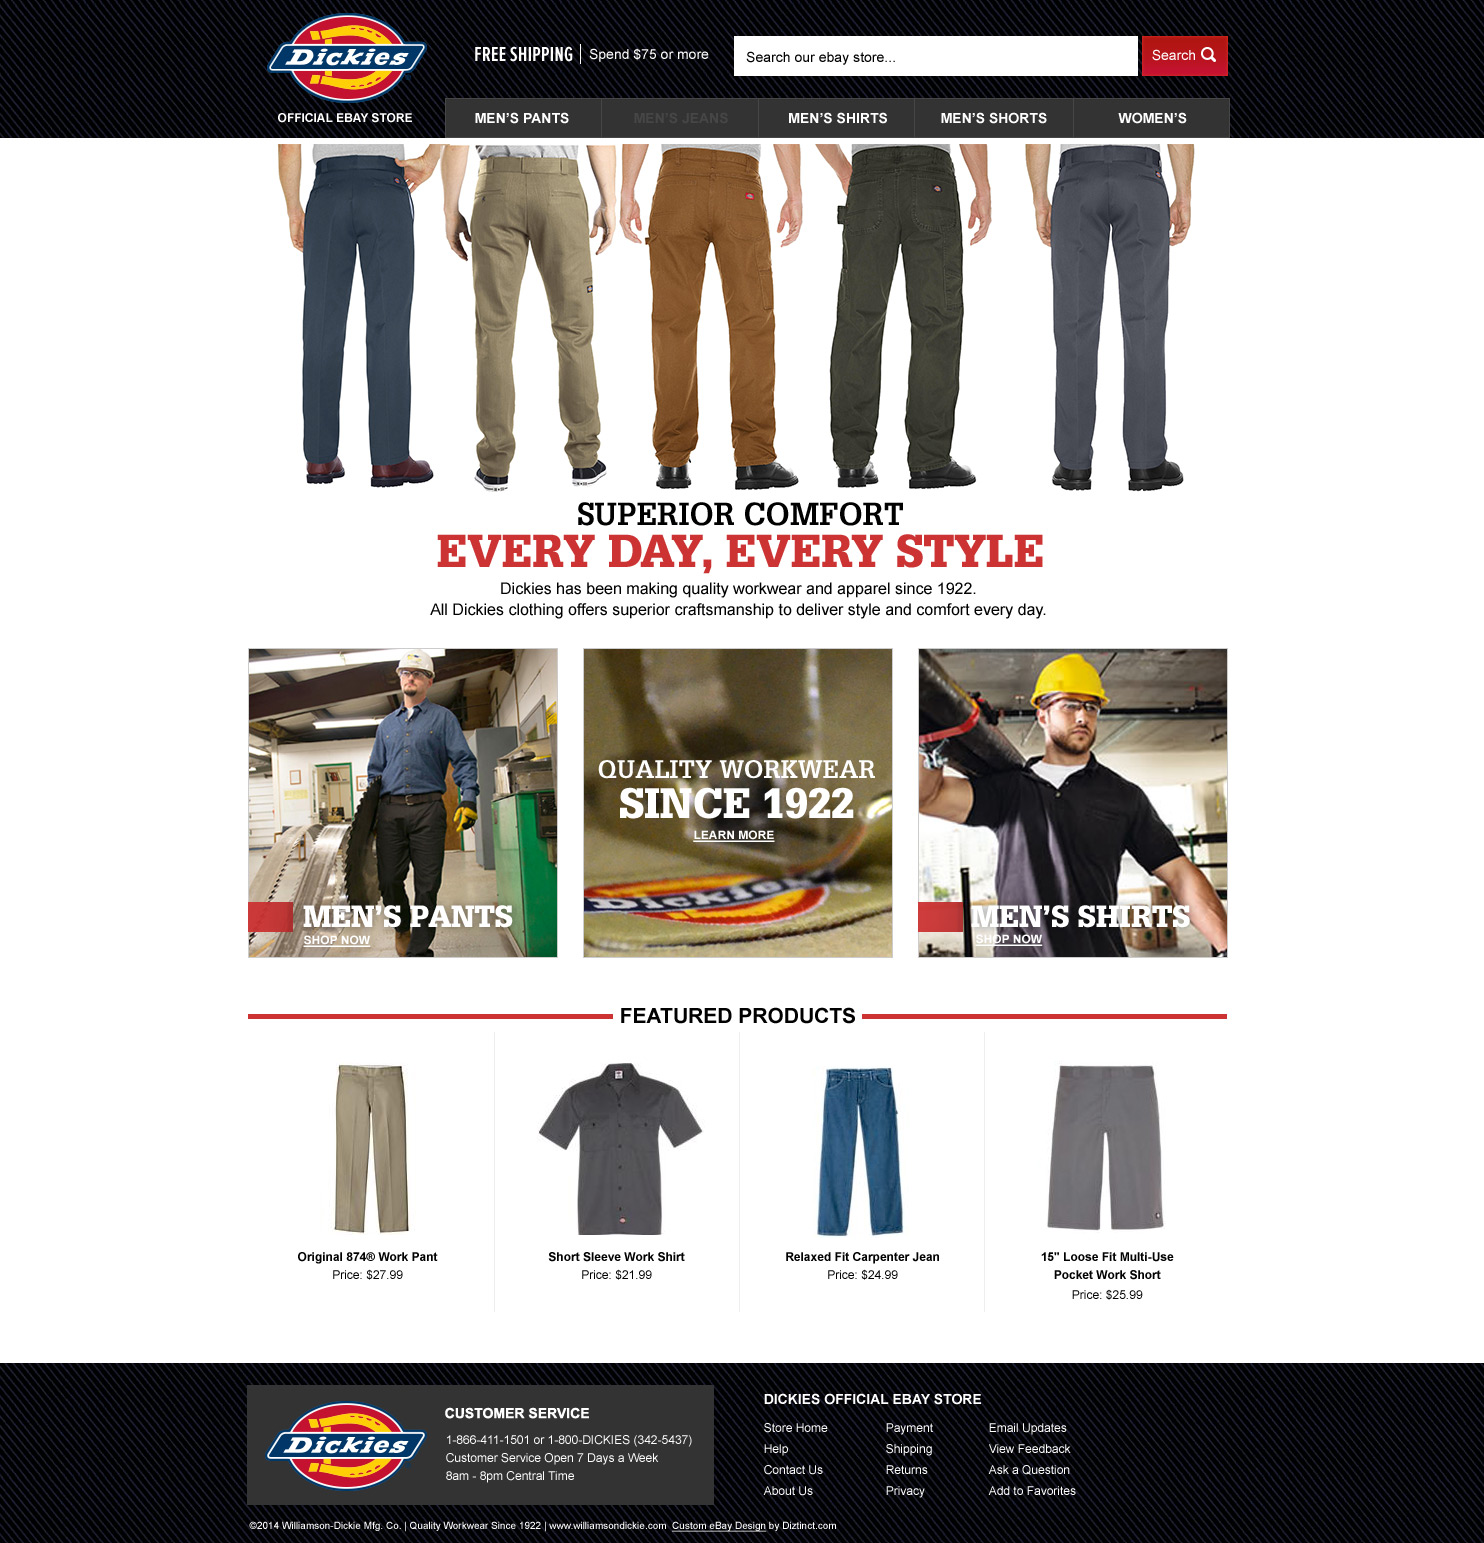 Dickies
OFFICIAL EBAY STORE
FREE SHIPPING | Spend $75 or more
Search our ebay store...
Search
MEN'S PANTS
MEN'S JEANS
MEN'S SHIRTS
MEN'S SHORTS
WOMEN'S
SUPERIOR COMFORT
EVERY DAY, EVERY STYLE
Dickies has been making quality workwear and apparel since 1922.
All Dickies clothing offers superior craftsmanship to deliver style and comfort every day.
MEN'S PANTS
SHOP NOW
QUALITY WORKWEAR
SINCE 1922
LEARN MORE
Dickies
MEN'S SHIRTS
SHOP NOW
FEATURED PRODUCTS
Original 874® Work Pant
Price: $27.99
Short Sleeve Work Shirt
Price: $21.99
Relaxed Fit Carpenter Jean
Price: $24.99
15" Loose Fit Multi-Use
Pocket Work Short
Price: $25.99
Dickies
CUSTOMER SERVICE
1-866-411-1501 or 1-800-DICKIES (342-5437)
Customer Service Open 7 Days a Week
8am - 8pm Central Time
DICKIES OFFICIAL EBAY STORE
Store Home
Help
Contact Us
About Us
Payment
Shipping
Returns
Privacy
Email Updates
View Feedback
Ask a Question
Add to Favorites
©2014 Williamson-Dickie Mfg. Co. | Quality Workwear Since 1922 | www.williamsondickie.com Custom eBay Design by Diztinct.com